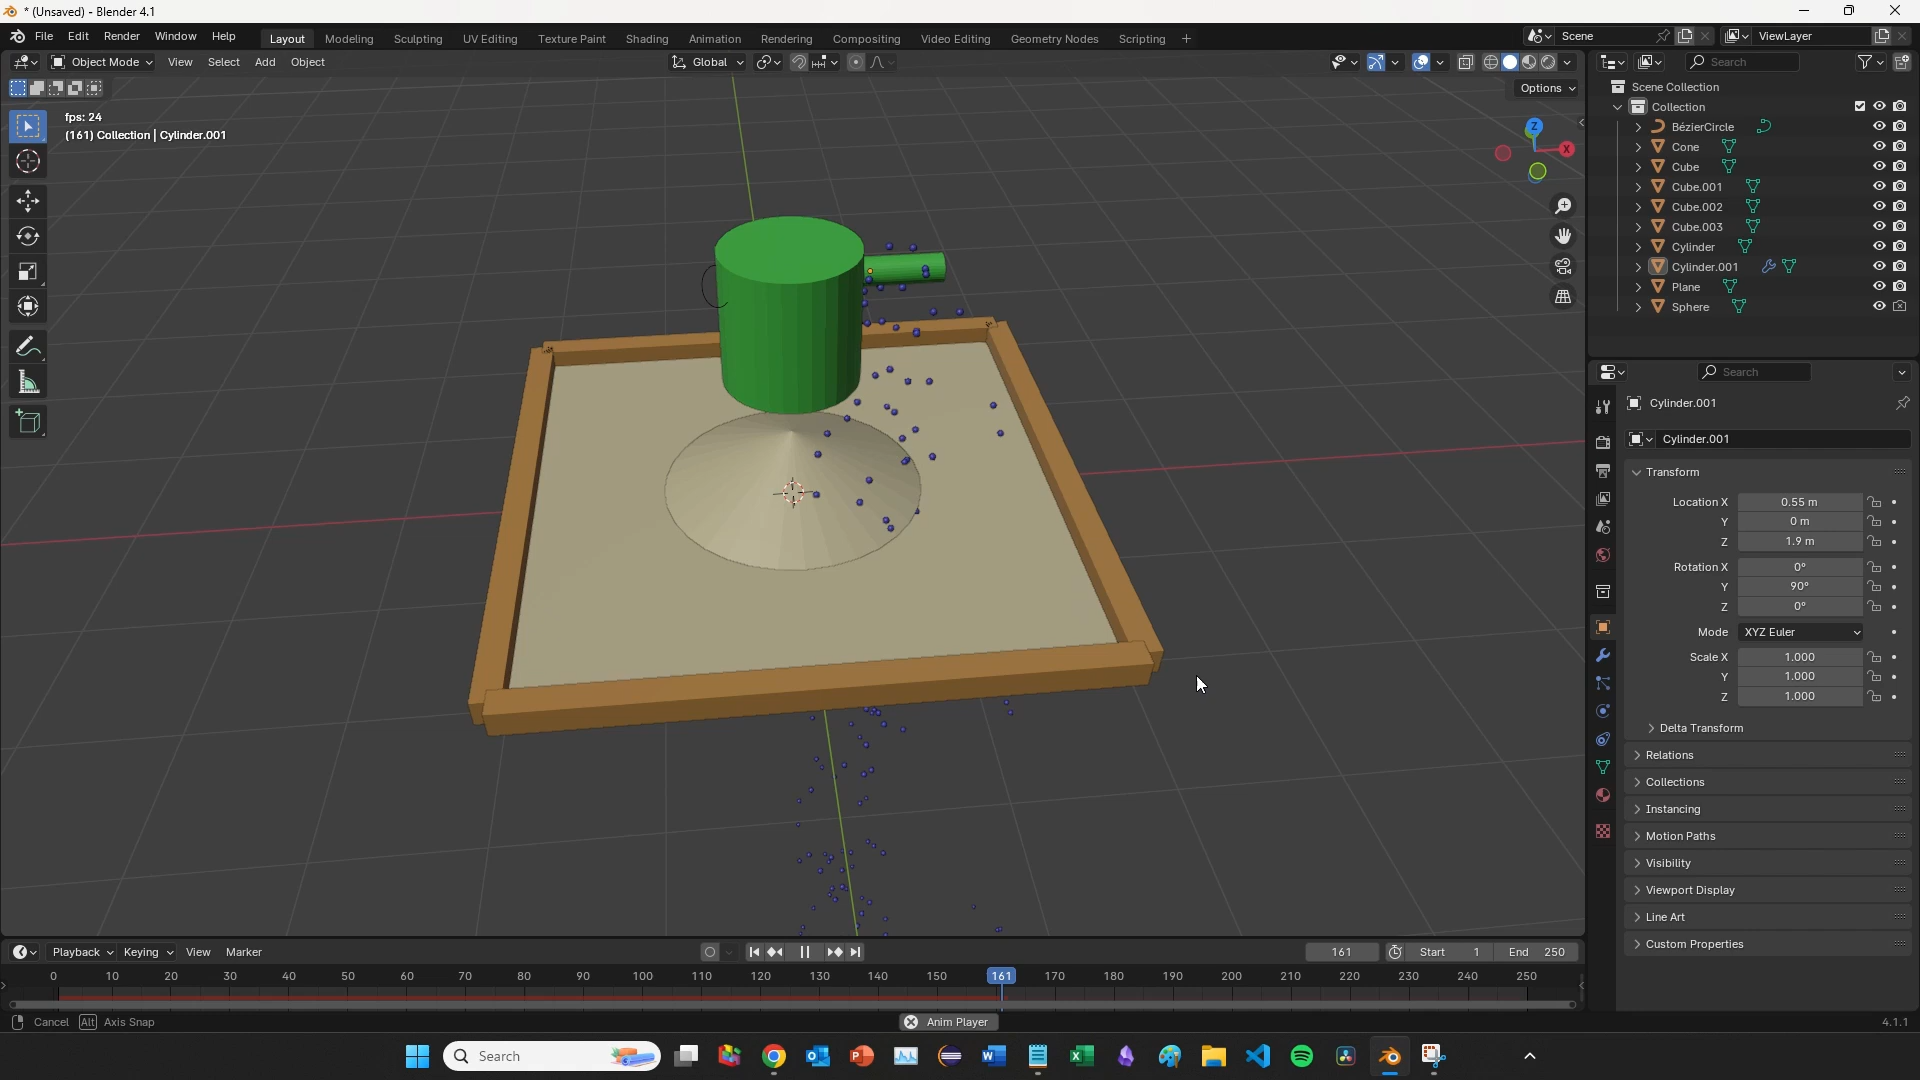 * (Unsaved) - Blender 4.1
File Edit Render Window Help Layout Modeling Sculpting UV Editing Texture Paint Shading Animation Rendering Compositing Video Editing Geometry Nodes Scripting + Scene ViewLayer
Object Mode View Select Add Object Global Search
Options
fps: 24
(161) Collection | Cylinder.001
Z
X
Scene Collection
Collection
BézierCircle
Cone
Cube
Cube.001
Cube.002
Cube.003
Cylinder
Cylinder.001
Plane
Sphere
Search
Cylinder.001
Cylinder.001
Transform
Location X 0.55 m
Y 0 m
Z 1.9 m
Rotation X 0°
Y 90°
Z 0°
Mode XYZ Euler
Scale X 1.000
Y 1.000
Z 1.000
Delta Transform
Relations
Collections
Instancing
Motion Paths
Visibility
Viewport Display
Line Art
Custom Properties
Playback Keying View Marker 161 Start 1 End 250
0 10 20 30 40 50 60 70 80 90 100 110 120 130 140 150 161 170 180 190 200 210 220 230 240 250
Cancel Alt Axis Snap Anim Player 4.1.1
Search